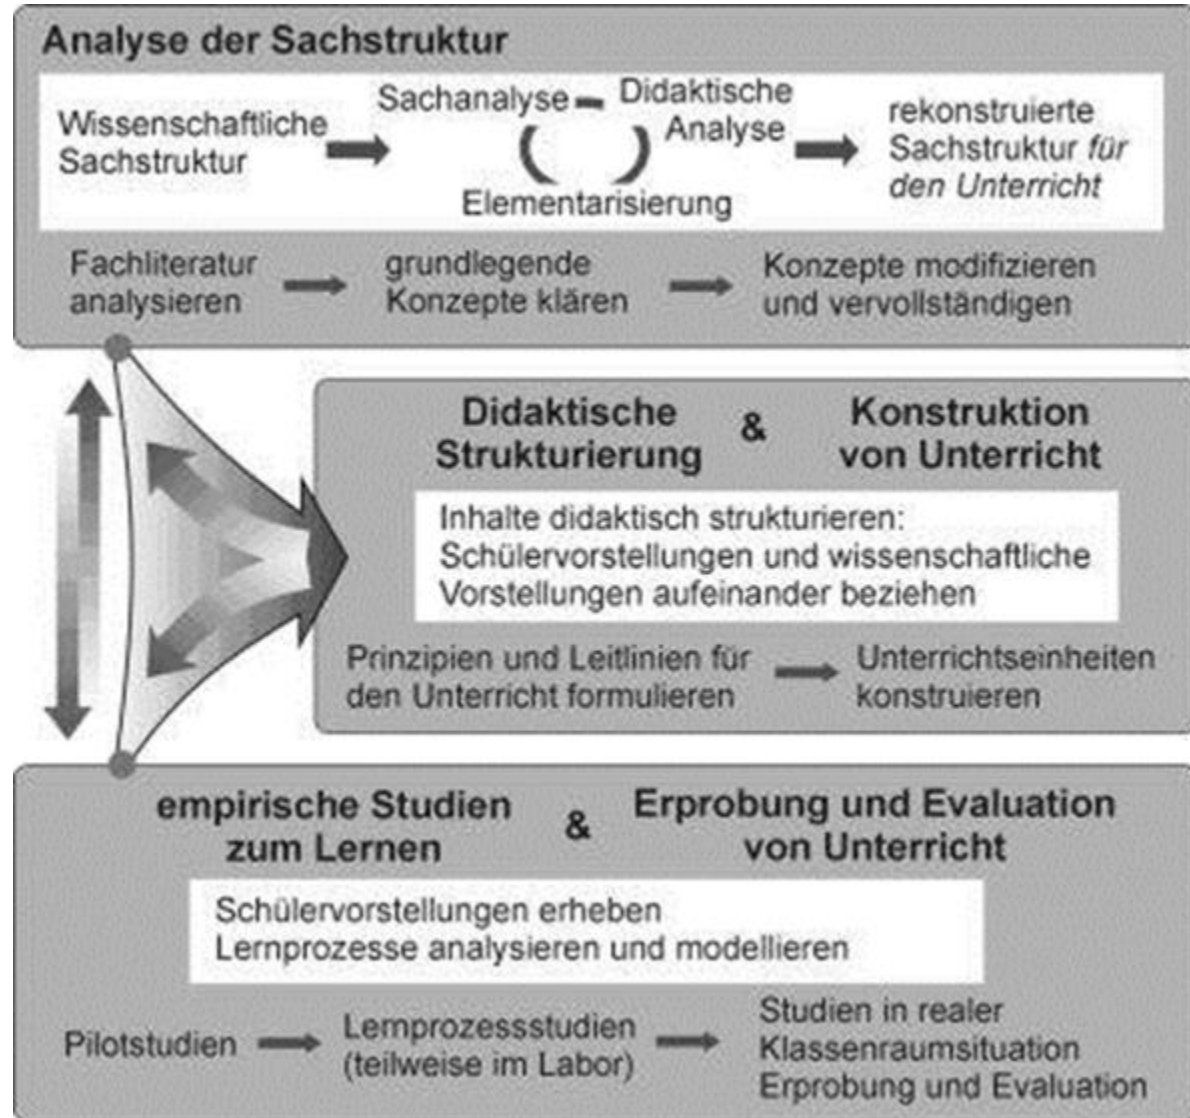 Analyse der Sachstruktur
Wissenschaftliche
Sachstruktur
Sachanalyse
Didaktische
Analyse
Elementarisierung
rekonstruierte
Sachstruktur für
den Unterricht
Fachliteratur
analysieren
grundlegende
Konzepte klären
Konzepte modifizieren
und vervollständigen
Didaktische
Strukturierung
&
Konstruktion
von Unterricht
Inhalte didaktisch strukturieren:
Schülervorstellungen und wissenschaftliche
Vorstellungen aufeinander beziehen
Prinzipien und Leitlinien für
den Unterricht formulieren
Unterrichtseinheiten
konstruieren
empirische Studien
zum Lernen
&
Erprobung und Evaluation
von Unterricht
Schülervorstellungen erheben
Lernprozesse analysieren und modellieren
Pilotstudien
Lernprozessstudien
(teilweise im Labor)
Studien in realer
Klassenraumsituation
Erprobung und Evaluation